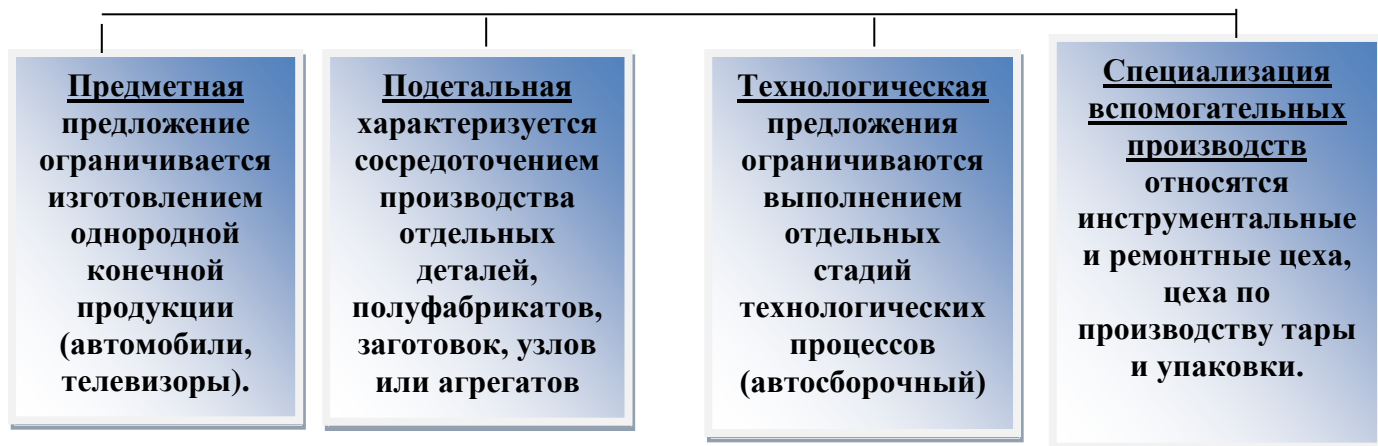 Предметная
предложение
ограничивается
изготовлением
однородной
конечной
продукции
(автомобили,
телевизоры).
Подетальная
характеризуется
сосредоточением
производства
отдельных
деталей,
полуфабрикатов,
заготовок, узлов
или агрегатов
Технологическая
предложения
ограничиваются
выполнением
отдельных
стадий
технологических
процессов
(автосборочный)
Специализация
вспомогательных
производств
относятся
инструментальные
и ремонтные цеха,
цеха по
производству тары
и упаковки.